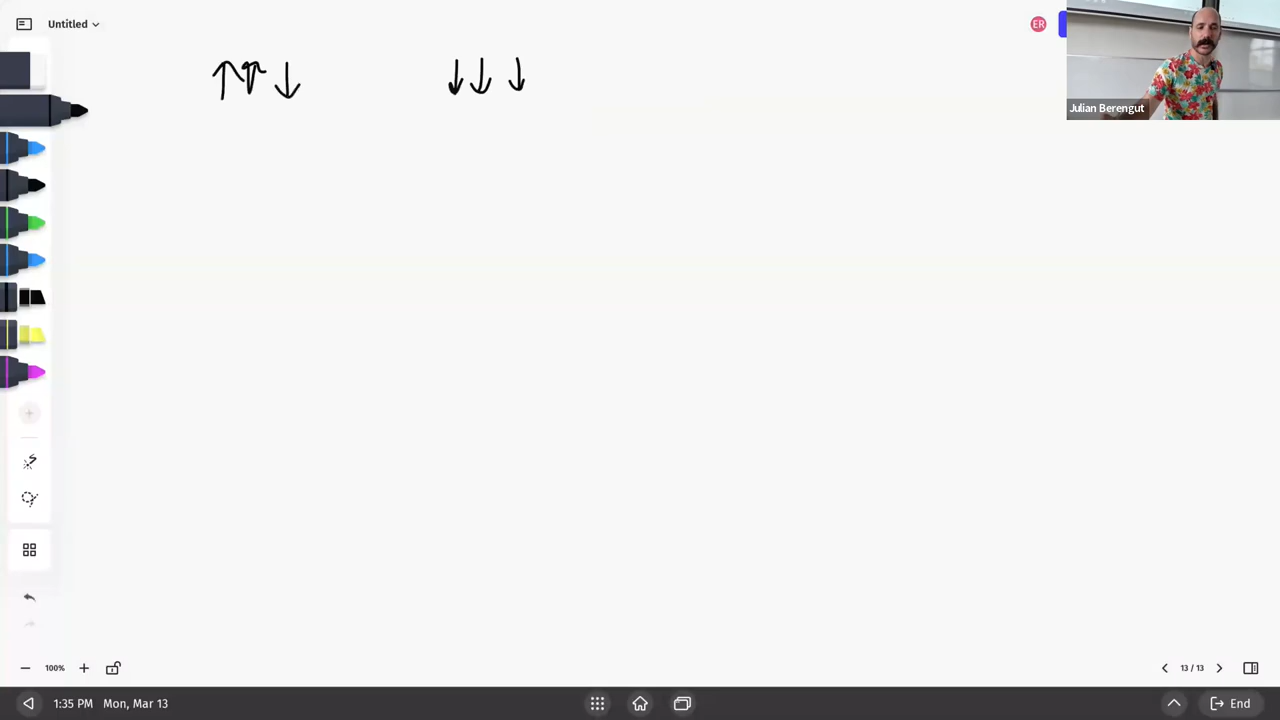 Untitled
ER
↑↑↓ ↓↓↓
Julian Berengut
100%
13 / 13
1:35 PM Mon, Mar 13
End